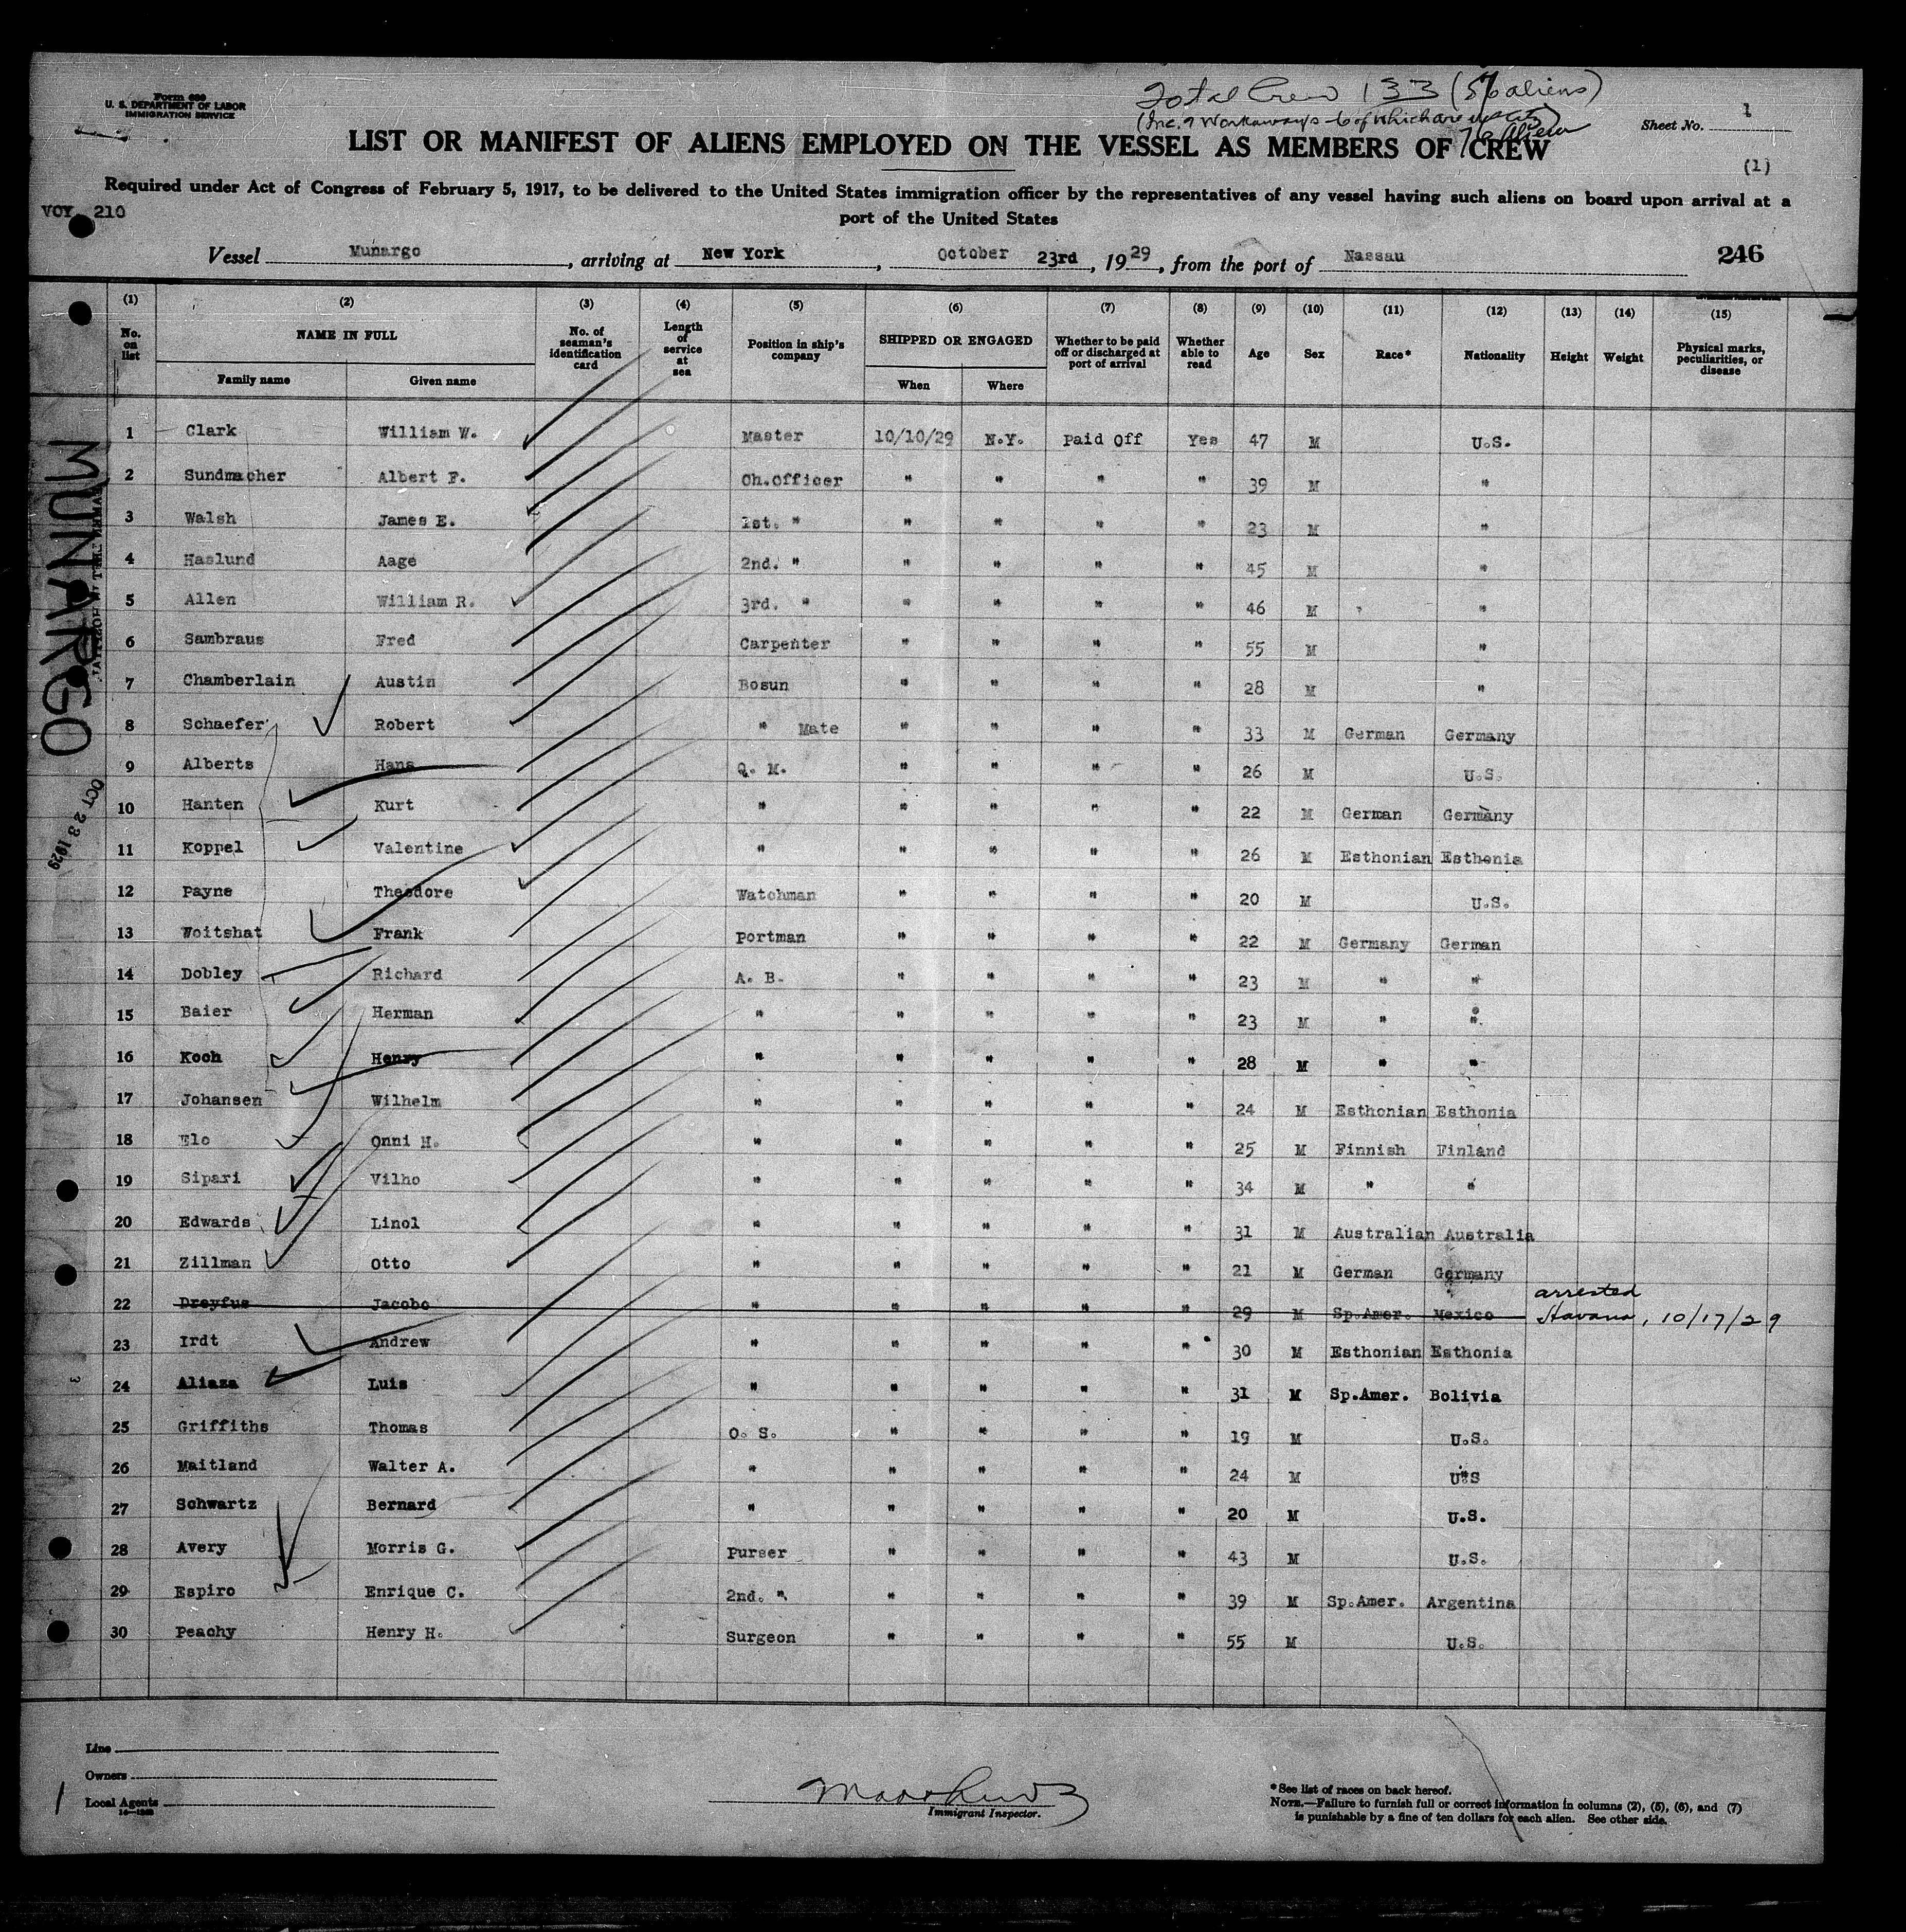 Form 689
U. S. DEPARTMENT OF LABOR
IMMIGRATION SERVICE
Total Crew 133 (56 aliens)
(Inc. 9 Workaways - 6 of which are
Sheet No. 1
LIST OR MANIFEST OF ALIENS EMPLOYED ON THE VESSEL AS MEMBERS OF CREW
(1)
Required under Act of Congress of February 5, 1917, to be delivered to the United States immigration officer by the representatives of any vessel having such aliens on board upon arrival at a
port of the United States
VOY. 210
Vessel Munargo, arriving at New York, October 23rd, 1929, from the port of Nassau 246
(1) (2) (3) (4) (5) (6) (7) (8) (9) (10) (11) (12) (13) (14) (15)
No. on list NAME IN FULL No. of seaman's identification card Length of service at sea Position in ship's company SHIPPED OR ENGAGED Whether to be paid off or discharged at port of arrival Whether able to read Age Sex Race* Nationality Height Weight Physical marks, peculiarities, or disease
Family name Given name When Where
1 Clark William W. Master 10/10/29 N.Y. Paid Off Yes 47 M U.S.
2 Sundmacher Albert F. Ch.Officer " " " " 39 M "
3 Walsh James E. 1st. " " " " " 23 M "
4 Haslund Aage 2nd. " " " " " 45 M "
5 Allen William R. 3rd. " " " " " 46 M "
6 Sambraus Fred Carpenter " " " " 55 M "
7 Chamberlain Austin Bosun " " " " 28 M "
8 Schaefer Robert " Mate " " " " 33 M German Germany
9 Alberts Hans Q. M. " " " " 26 M U.S.
10 Hanten Kurt " " " " " 22 M German Germany
11 Koppel Valentine " " " " " 26 M Esthonian Esthonia
12 Payne Theodore Watchman " " " " 20 M U.S.
13 Woitshat Frank Portman " " " " 22 M Germany German
14 Dobley Richard A. B. " " " " 23 M " "
15 Baier Herman " " " " " 23 M " "
16 Koch Henry " " " " " 28 M " "
17 Johansen Wilhelm " " " " " 24 M Esthonian Esthonia
18 Elo Onni H. " " " " " 25 M Finnish Finland
19 Sipari Vilho " " " " " 34 M " "
20 Edwards Linol " " " " " 31 M Australian Australia
21 Zillman Otto " " " " " 21 M German Germany
22 Dreyfus Jacobo " " " " " 29 M Sp.Amer. Mexico arrested
Havana, 10/17/29
23 Irdt Andrew " " " " " 30 M Esthonian Esthonia
24 Aliaza Luis " " " " " 31 M Sp.Amer. Bolivia
25 Griffiths Thomas O. S. " " " " 19 M U.S.
26 Maitland Walter A. " " " " " 24 M U"S
27 Schwartz Bernard " " " " " 20 M U.S.
28 Avery Morris G. Purser " " " " 43 M U.S.
29 Espiro Enrique C. 2nd. " " " " " 39 M Sp.Amer. Argentina
30 Peachy Henry H. Surgeon " " " " 55 M U.S.
MUNARGO
OCT 23 1929
Line
Owners
Local Agents
Immigrant Inspector.
*See list of races on back hereof.
NOTE.—Failure to furnish full or correct information in columns (2), (5), (6), and (7)
is punishable by a fine of ten dollars for each alien. See other side.